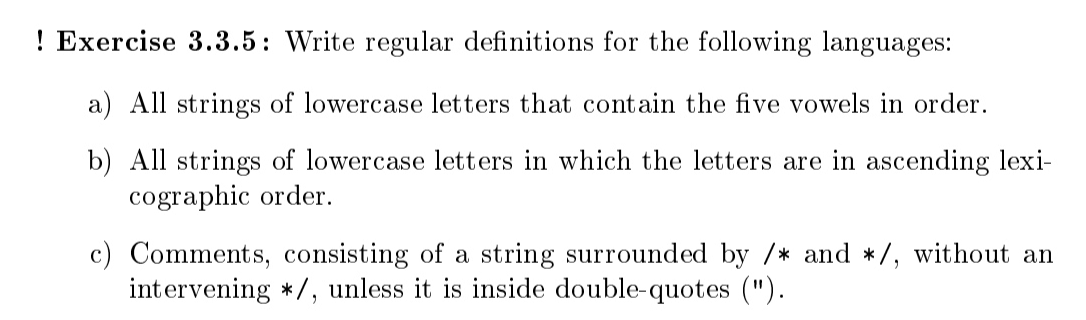 ! Exercise 3.3.5: Write regular definitions for the following languages:
a) All strings of lowercase letters that contain the five vowels in order.
b) All strings of lowercase letters in which the letters are in ascending lexi-
cographic order.
c) Comments, consisting of a string surrounded by /* and */, without an
intervening */, unless it is inside double-quotes (").